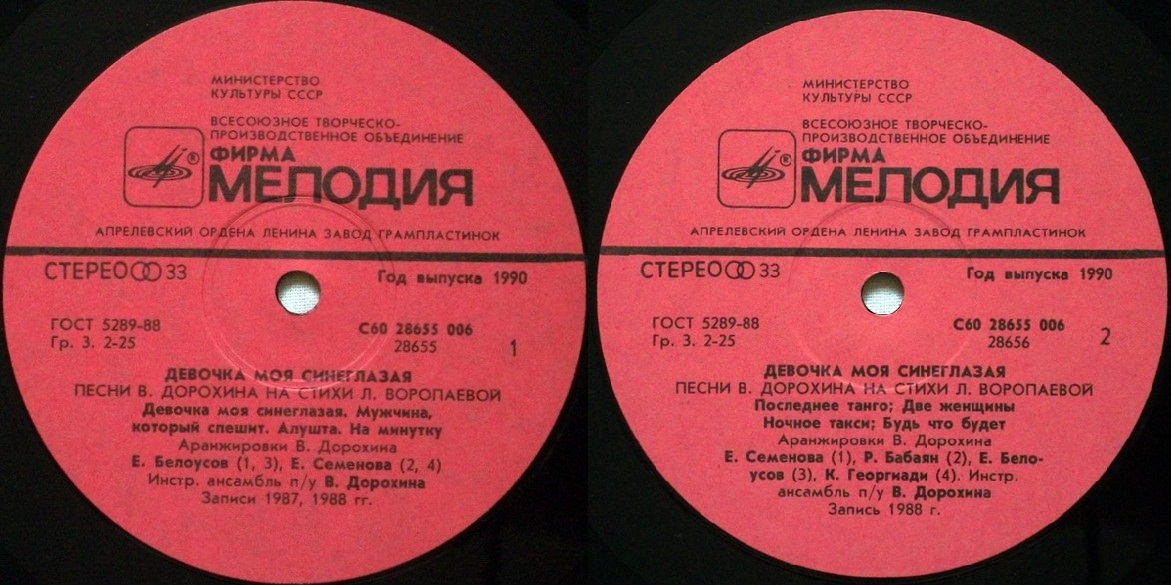 МИНИСТЕРСТВО
КУЛЬТУРЫ СССР
ВСЕСОЮЗНОЕ ТВОРЧЕСКО-
ПРОИЗВОДСТВЕННОЕ ОБЪЕДИНЕНИЕ
®
ФИРМА
МЕЛОДИЯ
АПРЕЛЕВСКИЙ ОРДЕНА ЛЕНИНА ЗАВОД ГРАМПЛАСТИНОК
СТЕРЕО 33
Год выпуска 1990
ГОСТ 5289-88
Гр. 3. 2-25
С60 28655 006
28655
1
ДЕВОЧКА МОЯ СИНЕГЛАЗАЯ
ПЕСНИ В. ДОРОХИНА НА СТИХИ Л. ВОРОПАЕВОЙ
Девочка моя синеглазая. Мужчина,
который спешит. Алушта. На минутку
Аранжировки В. Дорохина
Е. Белоусов (1, 3), Е. Семенова (2, 4)
Инстр. ансамбль п/у В. Дорохина
Записи 1987, 1988 гг.
МИНИСТЕРСТВО
КУЛЬТУРЫ СССР
ВСЕСОЮЗНОЕ ТВОРЧЕСКО-
ПРОИЗВОДСТВЕННОЕ ОБЪЕДИНЕНИЕ
®
ФИРМА
МЕЛОДИЯ
АПРЕЛЕВСКИЙ ОРДЕНА ЛЕНИНА ЗАВОД ГРАМПЛАСТИНОК
СТЕРЕО 33
Год выпуска 1990
ГОСТ 5289-88
Гр. 3. 2-25
С60 28655 006
28656
2
ДЕВОЧКА МОЯ СИНЕГЛАЗАЯ
ПЕСНИ В. ДОРОХИНА НА СТИХИ Л. ВОРОПАЕВОЙ
Последнее танго; Две женщины
Ночное такси; Будь что будет
Аранжировки В. Дорохина
Е. Семенова (1), Р. Бабаян (2), Е. Бело-
усов (3), К. Георгиади (4). Инстр.
ансамбль п/у В. Дорохина
Запись 1988 г.